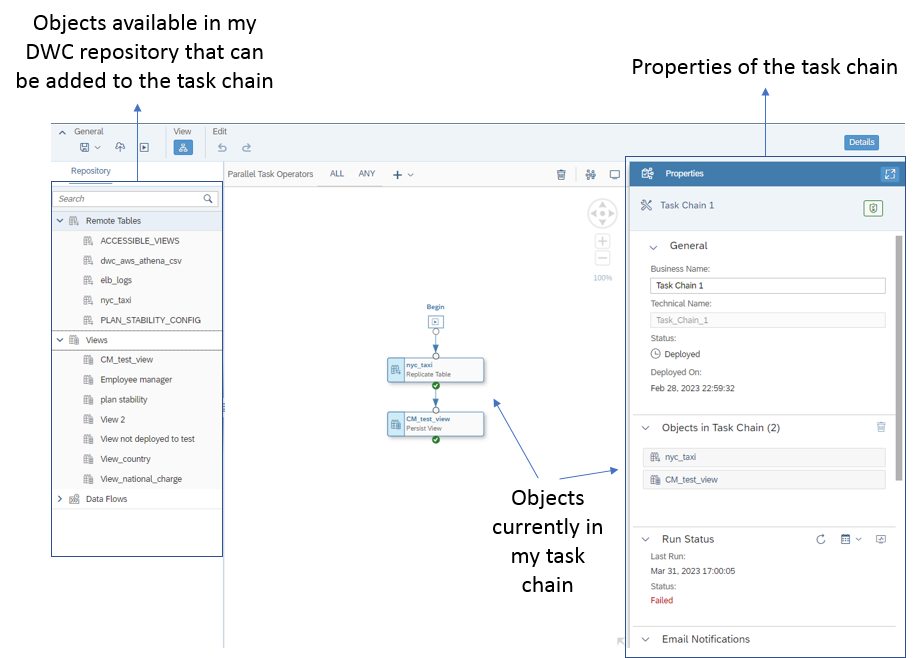 Objects available in my
DWC repository that can
be added to the task chain
Properties of the task chain
General
View
Edit
Details
Repository
Parallel Task Operators
ALL
ANY
Search
Remote Tables
ACCESSIBLE_VIEWS
dwc_aws_athena_csv
elb_logs
nyc_taxi
PLAN_STABILITY_CONFIG
Views
CM_test_view
Employee manager
plan stability
View 2
View not deployed to test
View_country
View_national_charge
Data Flows
100%
Begin
nyc_taxi
Replicate Table
CM_test_view
Persist View
Objects
currently in
my task
chain
Properties
Task Chain 1
General
Business Name:
Task Chain 1
Technical Name:
Task_Chain_1
Status:
Deployed
Deployed On:
Feb 28, 2023 22:59:32
Objects in Task Chain (2)
nyc_taxi
CM_test_view
Run Status
Last Run:
Mar 31, 2023 17:00:05
Status:
Failed
Email Notifications